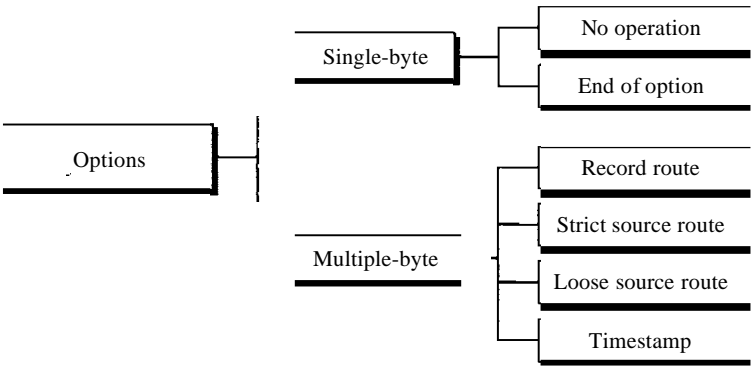 No operation
Single-byte
End of option
Options
Record route
Strict source route
Multiple-byte
Loose source route
Timestamp